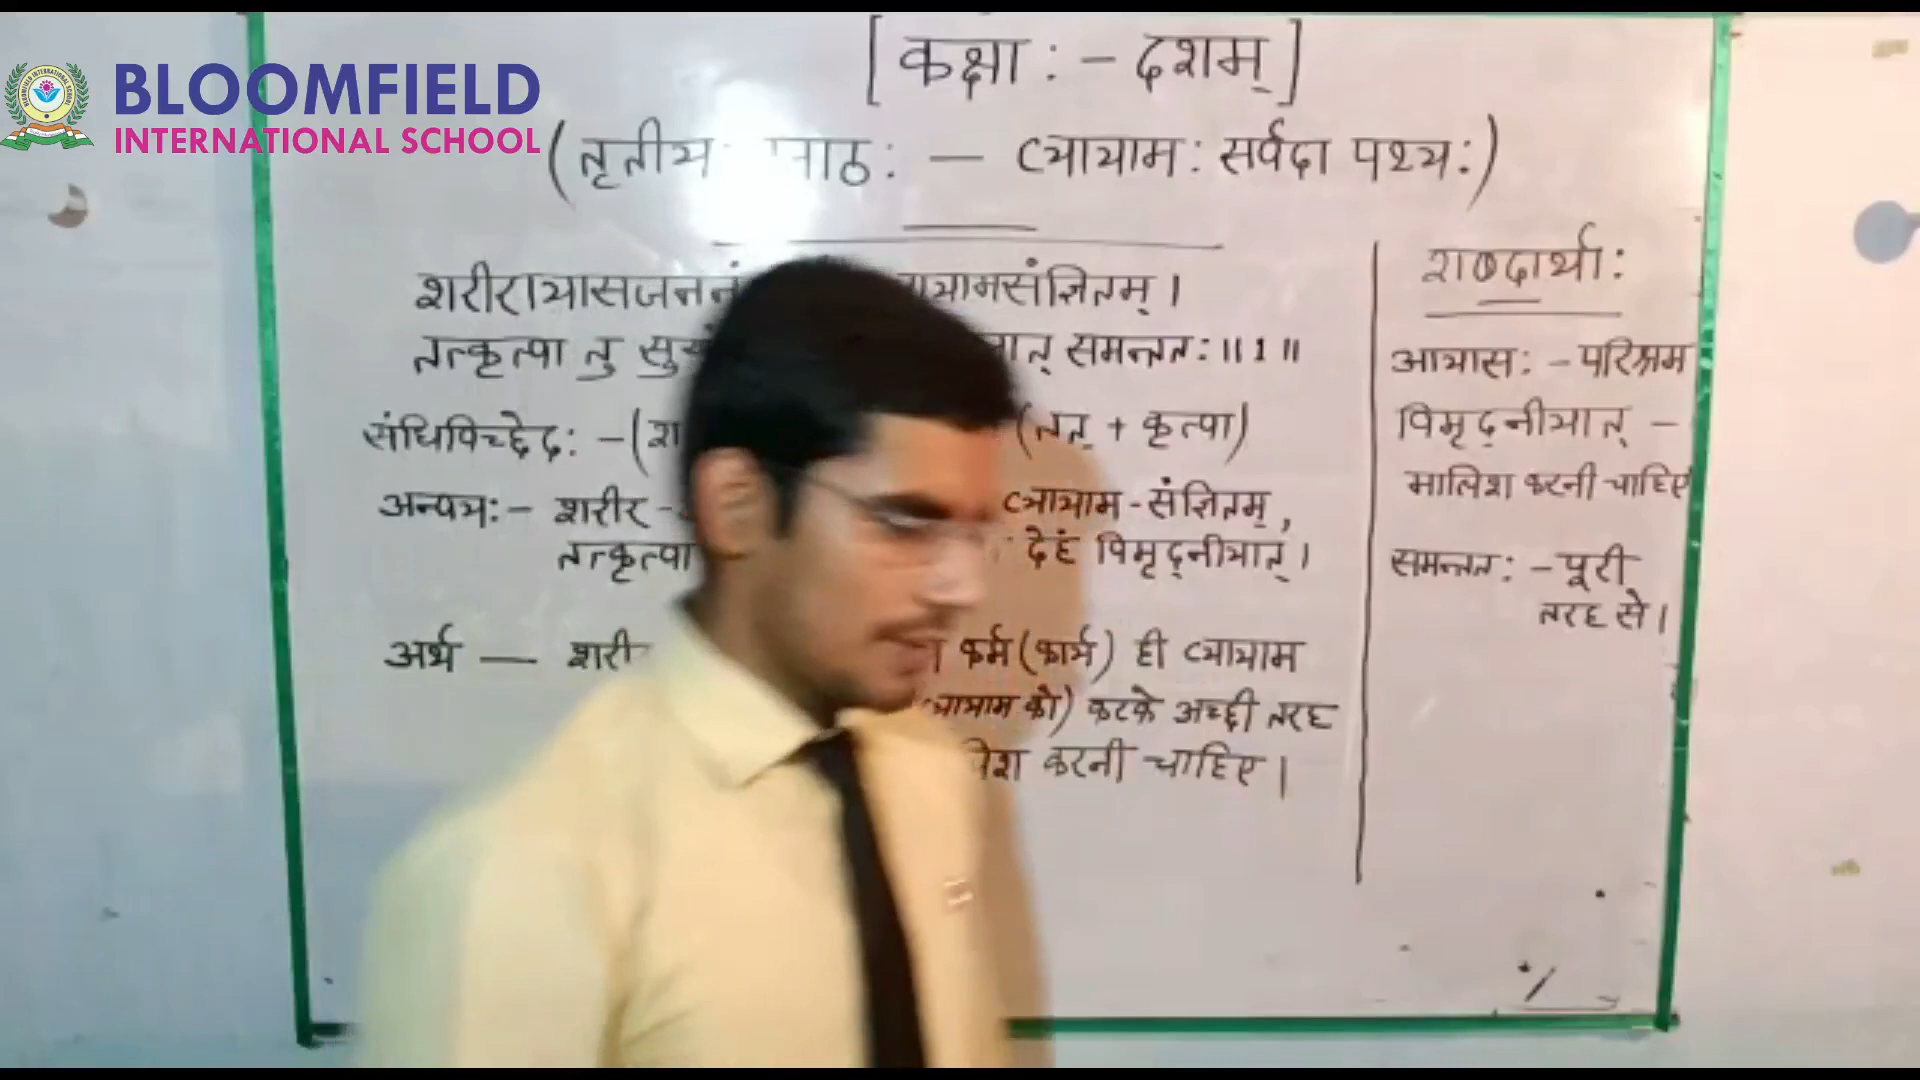 BLOOMFIELD
INTERNATIONAL SCHOOL
[कक्षा : - दशम्]
(तृतीय: पाठ: — व्यायाम: सर्वदा पथ्य:)
शरीरायासजननं यामसंज्ञितम् ।
तत्कृत्वा तु समन्तत: ॥ 1 ॥
संधिविच्छेद: - ( (तत् + कृत्वा)
अन्वय:- शरीर - व्यायाम - संज्ञितम्,
तत्कृत्वा देहं विमृद्नीयात् ।
अर्थ — कर्म (कार्य) ही व्यायाम
व्यायाम को) करके अच्छी तरह
करनी चाहिए ।
शब्दार्था:
आयास: - परिश्रम
विमृद्नीयात् -
मालिश करनी चाहिए
समन्तत: - पूरी
तरह से ।